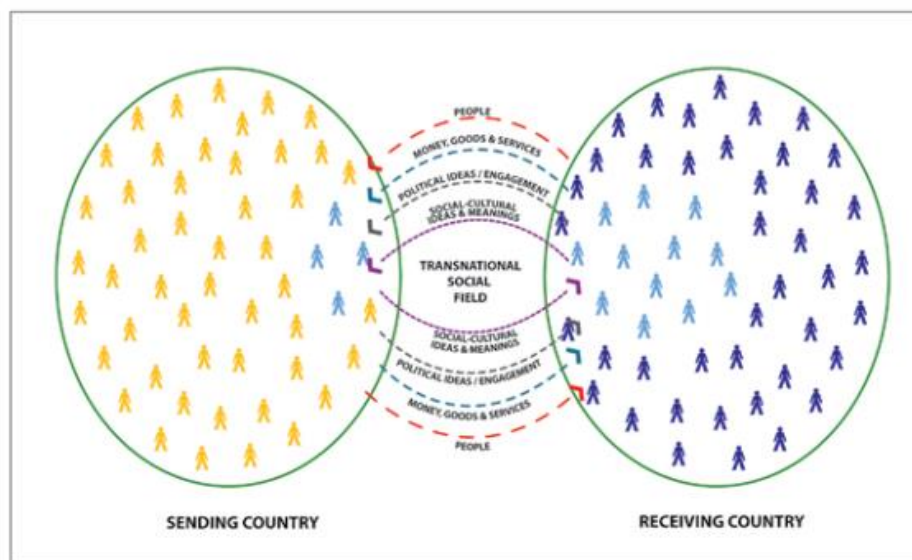 PEOPLE
MONEY, GOODS & SERVICES
POLITICAL IDEAS / ENGAGEMENT
SOCIAL-CULTURAL
IDEAS & MEANINGS
TRANSNATIONAL
SOCIAL
FIELD
SOCIAL-CULTURAL
IDEAS & MEANINGS
POLITICAL IDEAS / ENGAGEMENT
MONEY, GOODS & SERVICES
PEOPLE
SENDING COUNTRY
RECEIVING COUNTRY